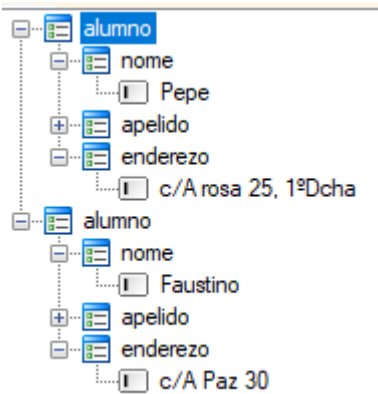 alumno
nome
Pepe
apelido
enderezo
c/A rosa 25, 1ºDcha
alumno
nome
Faustino
apelido
enderezo
c/A Paz 30